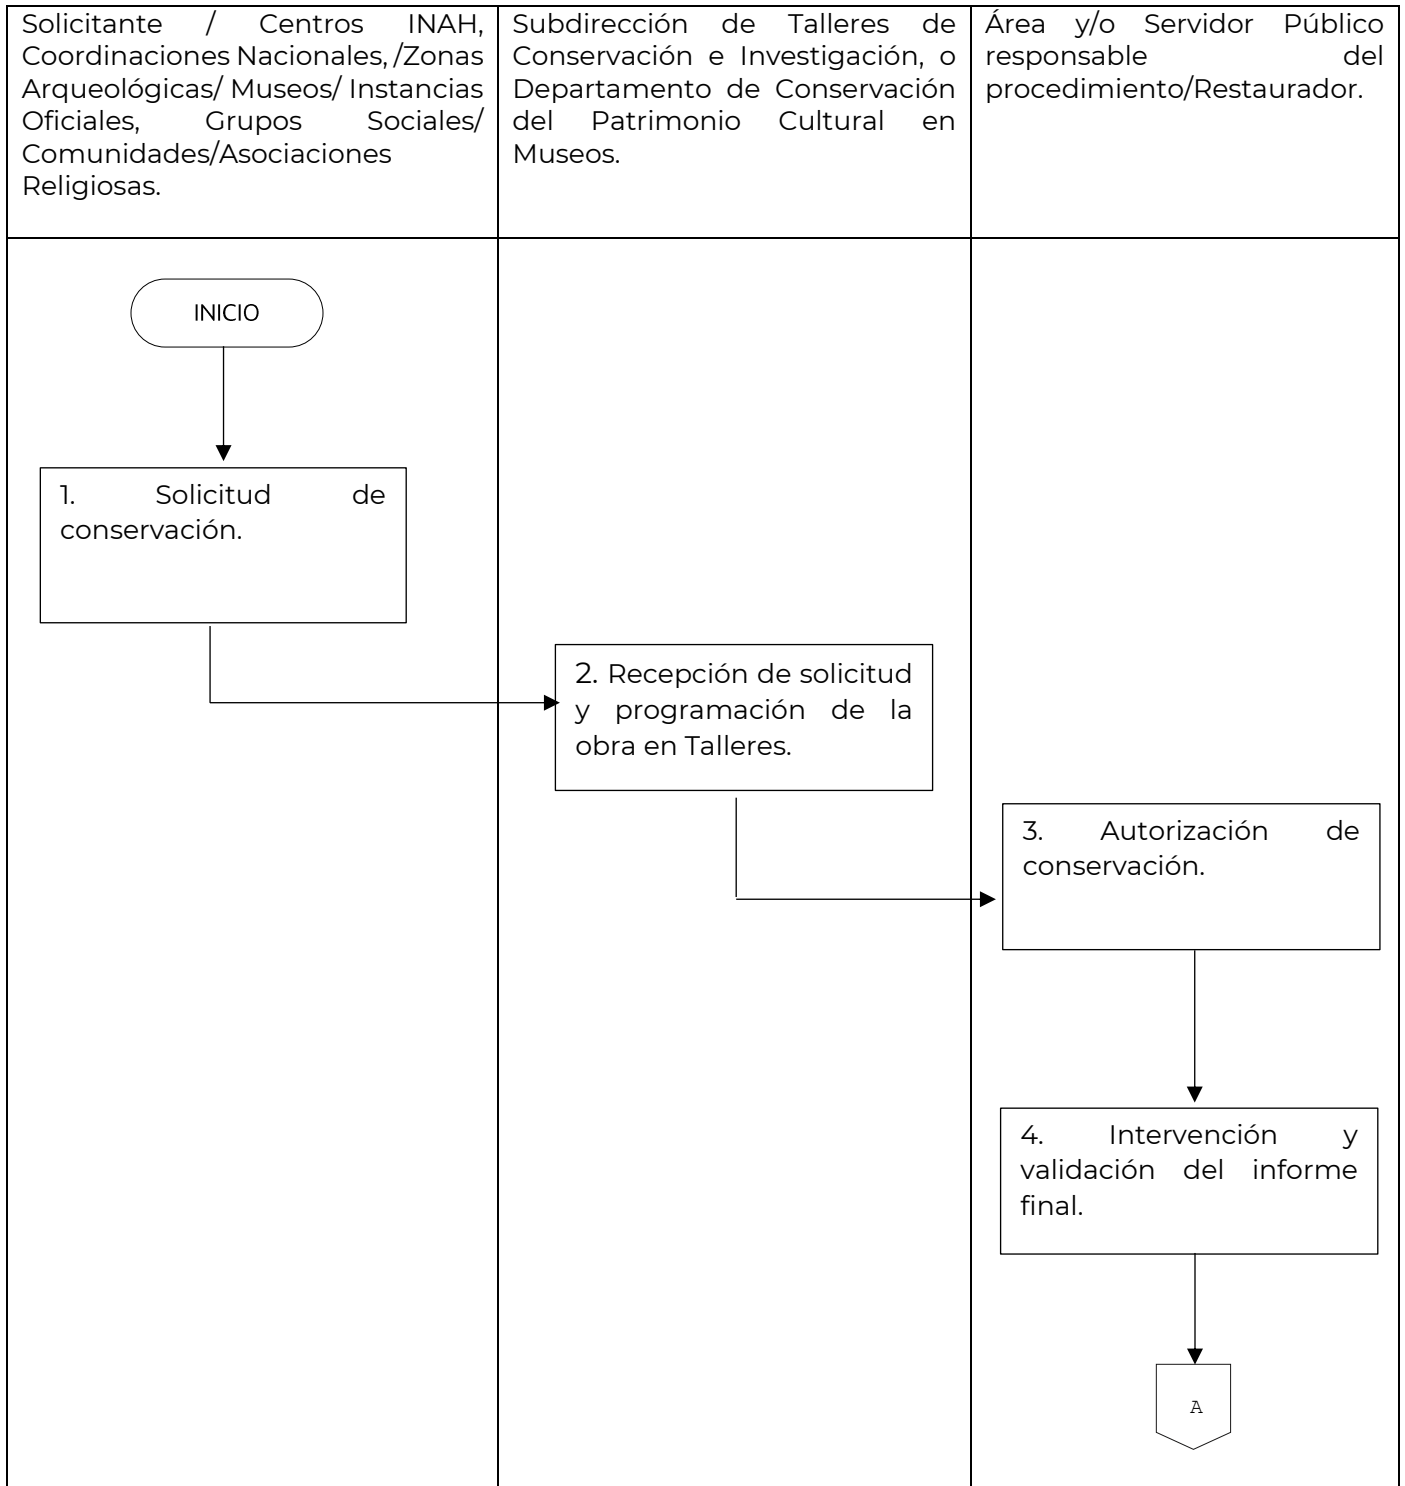 Solicitante / Centros INAH,
Coordinaciones Nacionales, /Zonas
Arqueológicas/ Museos/ Instancias
Oficiales, Grupos Sociales/
Comunidades/Asociaciones
Religiosas.
Subdirección de Talleres de
Conservación e Investigación, o
Departamento de Conservación
del Patrimonio Cultural en
Museos.
Área y/o Servidor Público
responsable del
procedimiento/Restaurador.
INICIO
1. Solicitud de
conservación.
2. Recepción de solicitud
y programación de la
obra en Talleres.
3. Autorización de
conservación.
4. Intervención y
validación del informe
final.
A